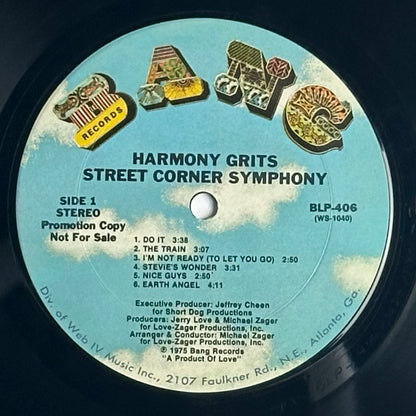 BANG
RECORDS
HARMONY GRITS
STREET CORNER SYMPHONY
SIDE 1
STEREO
Promotion Copy
Not For Sale
BLP-406
(WS-1040)
1. DO IT 3:38
2. THE TRAIN 3:07
3. I'M NOT READY (TO LET YOU GO) 2:50
4. STEVIE'S WONDER 3:31
5. NICE GUYS 2:50
6. EARTH ANGEL 4:11
Executive Producer: Jeffrey Cheen
for Short Dog Productions
Producers: Jerry Love & Michael Zager
for Love-Zager Productions, Inc.
Arranger & Conductor: Michael Zager
for Love-Zager Productions, Inc.
℗ 1975 Bang Records
"A Product Of Love"
Div. of Web IV Music Inc., 2107 Faulkner Rd., N.E., Atlanta, Ga.